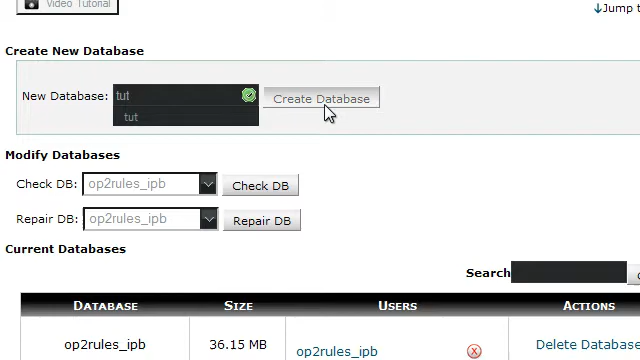 Video Tutorial
Jump t
Create New Database
New Database: tut Create Database
tut
Modify Databases
Check DB: op2rules_ipb Check DB
Repair DB: op2rules_ipb Repair DB
Current Databases
Search
DATABASE SIZE USERS ACTIONS
op2rules_ipb 36.15 MB op2rules_ipb Delete Database